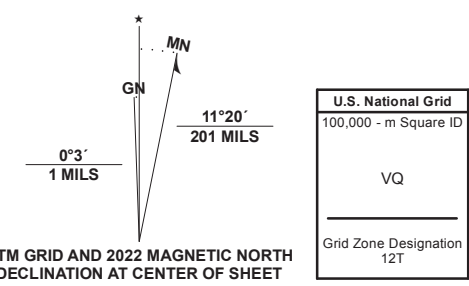 ★
MN
GN
11°20´
201 MILS
0°3´
1 MILS
TM GRID AND 2022 MAGNETIC NORTH
DECLINATION AT CENTER OF SHEET
U.S. National Grid
100,000 - m Square ID
VQ
Grid Zone Designation
12T